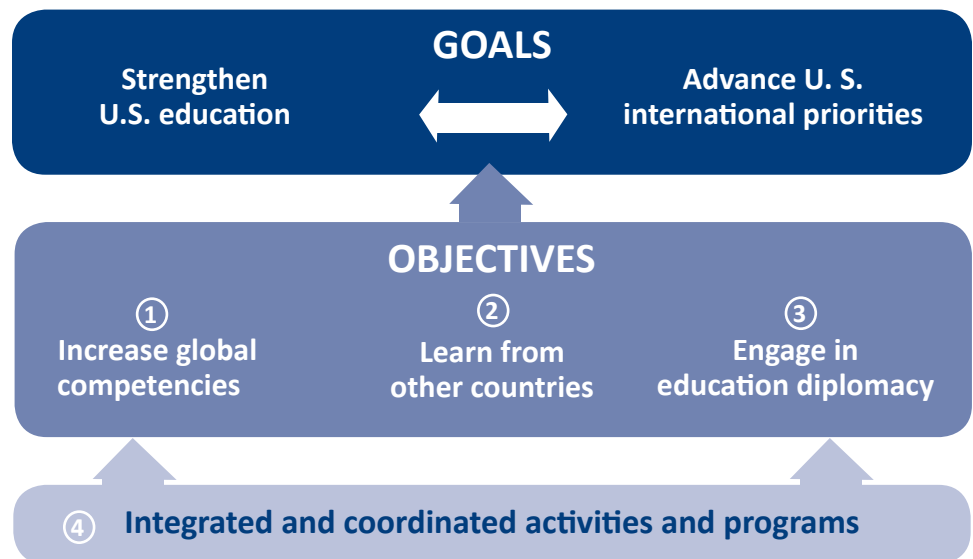 GOALS
Strengthen
U.S. education
Advance U. S.
international priorities
OBJECTIVES
①
Increase global
competencies
②
Learn from
other countries
③
Engage in
education diplomacy
④ Integrated and coordinated activities and programs